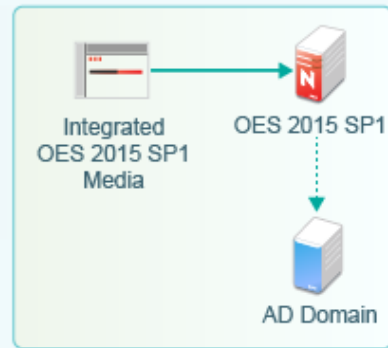 N
Integrated
OES 2015 SP1
Media
OES 2015 SP1
AD Domain